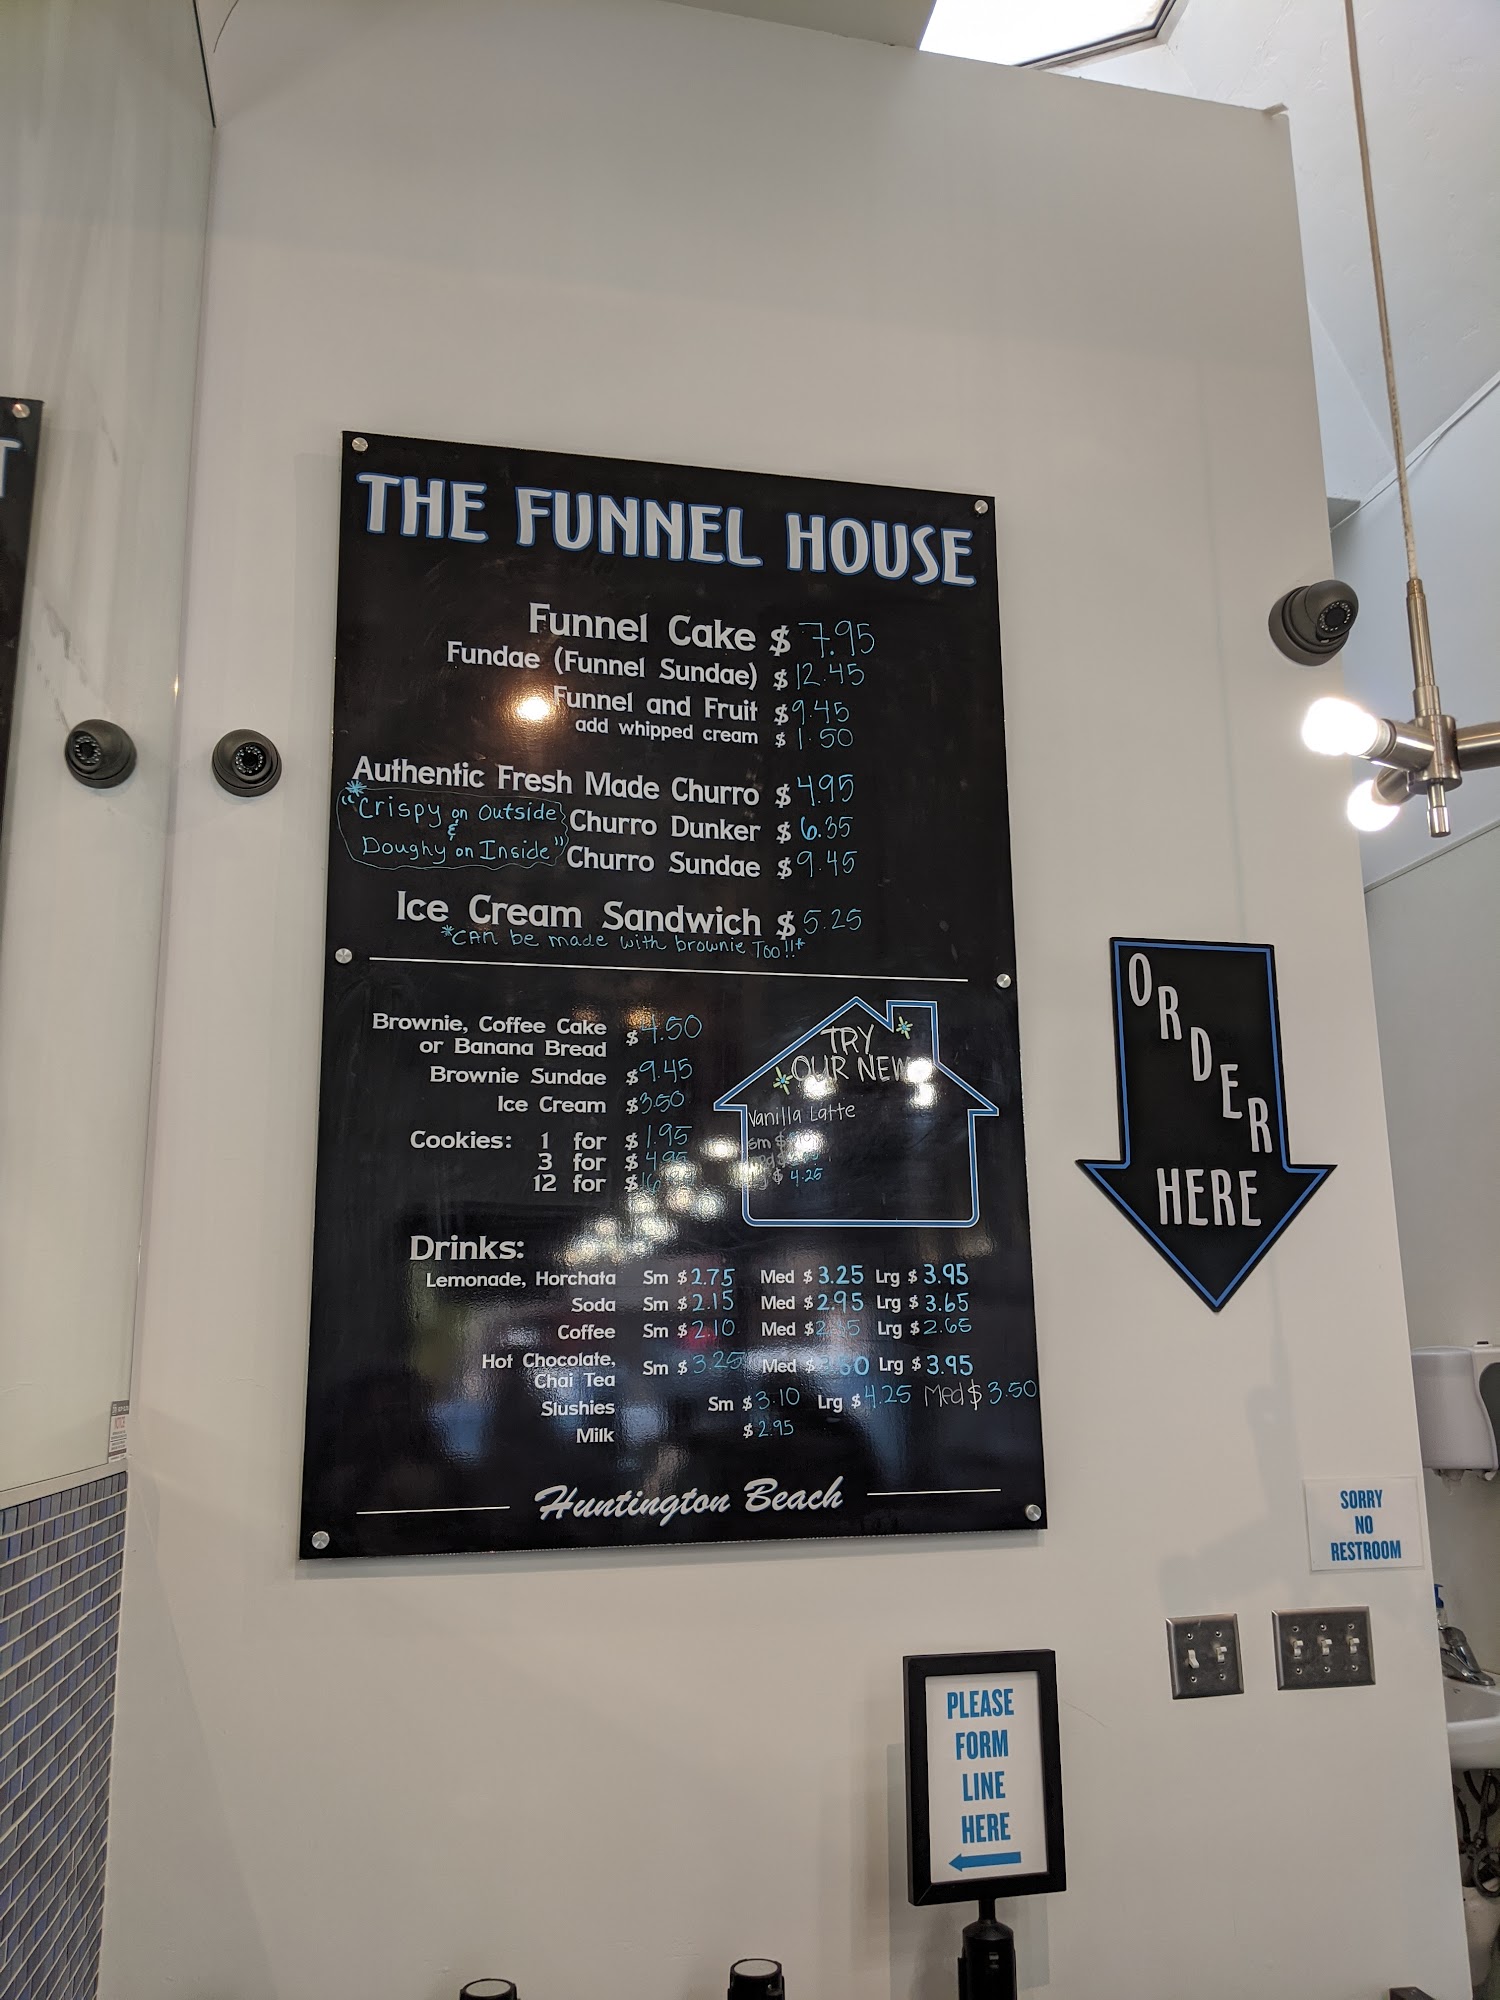 THE FUNNEL HOUSE
Funnel Cake $ 7.95
Fundae (Funnel Sundae) $ 12.45
Funnel and Fruit $ 9.45
add whipped cream $ 1.50
Authentic Fresh Made Churro $ 4.95
"Crispy on Outside
&
Doughy on Inside"
Churro Dunker $ 6.35
Churro Sundae $ 9.45
Ice Cream Sandwich $ 5.25
*CAn be made with brownie Too!!*
Brownie, Coffee Cake
or Banana Bread $ 4.50
Brownie Sundae $ 9.45
Ice Cream $ 3.50
Cookies: 1 for $ 1.95
3 for $ 4.95
12 for $
TRY
OUR NEW
Vanilla Latte
sm $
$ 4.25
Drinks:
Lemonade, Horchata Sm $ 2.75 Med $ 3.25 Lrg $ 3.95
Soda Sm $ 2.15 Med $ 2.95 Lrg $ 3.65
Coffee Sm $ 2.10 Med $ Lrg $ 2.65
Hot Chocolate,
Chai Tea Sm $ 3.25 Med $ Lrg $ 3.95
Slushies Sm $ 3.10 Lrg $ 4.25 Med $ 3.50
Milk $ 2.95
Huntington Beach
ORDER
HERE
SORRY
NO
RESTROOM
PLEASE
FORM
LINE
HERE